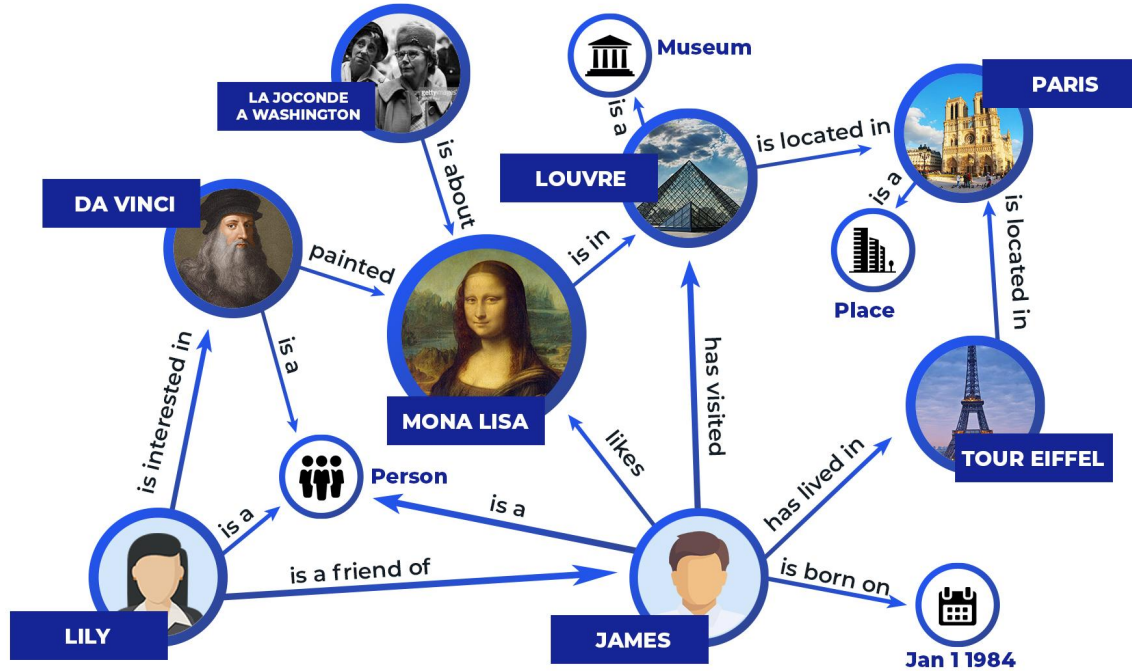 Museum
PARIS
LA JOCONDE
A WASHINGTON
gettyimages
is a
is located in
LOUVRE
is about
is a
DA VINCI
is located in
painted
is in
Place
is a
has visited
is interested in
MONA LISA
likes
TOUR EIFFEL
Person
has lived in
is a
is a
is a friend of
is born on
LILY
JAMES
Jan 1 1984